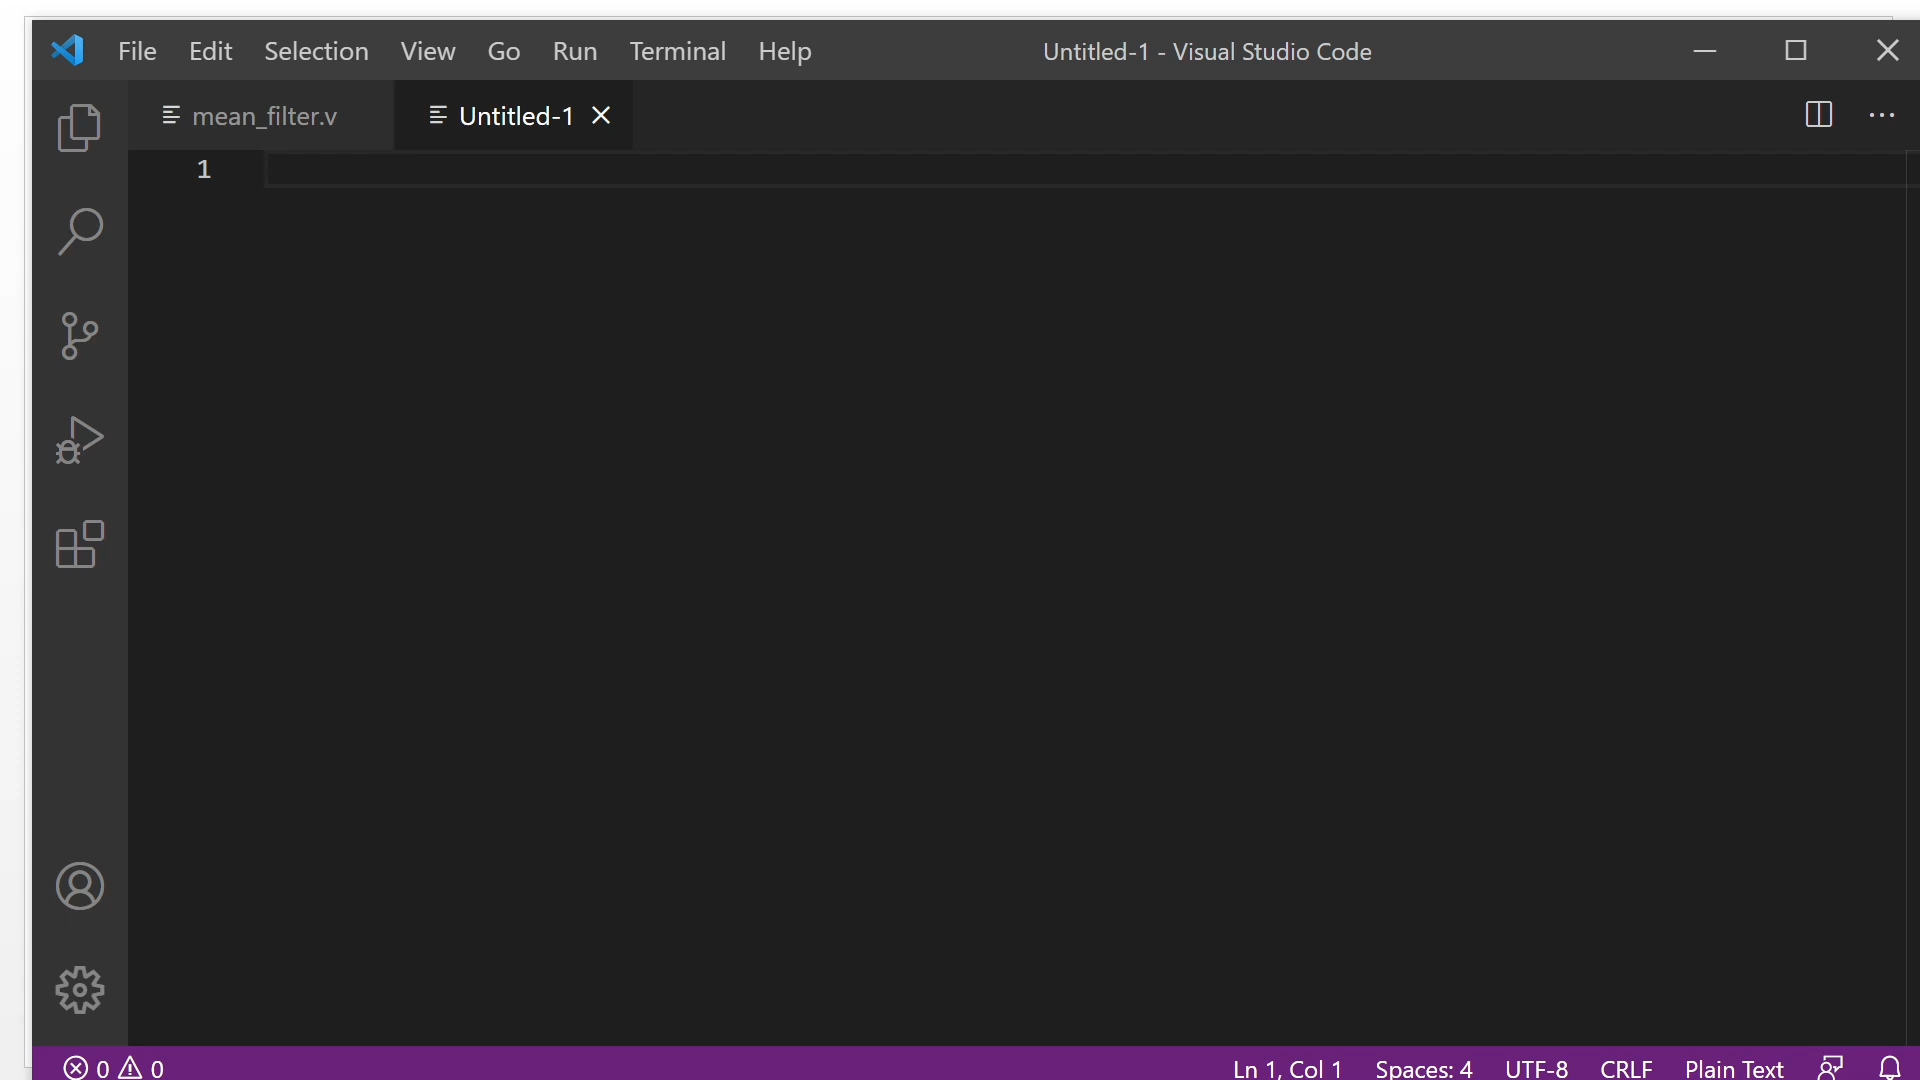 File Edit Selection View Go Run Terminal Help Untitled-1 - Visual Studio Code
mean_filter.v Untitled-1
1
0 0 Ln 1, Col 1 Spaces: 4 UTF-8 CRLF Plain Text